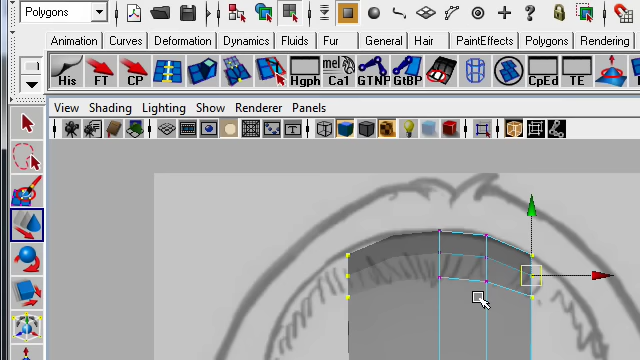 Polygons
Animation Curves Deformation Dynamics Fluids Fur General Hair PaintEffects Polygons Rendering
His FT CP Hgph mel Ca1 GTNP GtBP CpEd TE
View Shading Lighting Show Renderer Panels